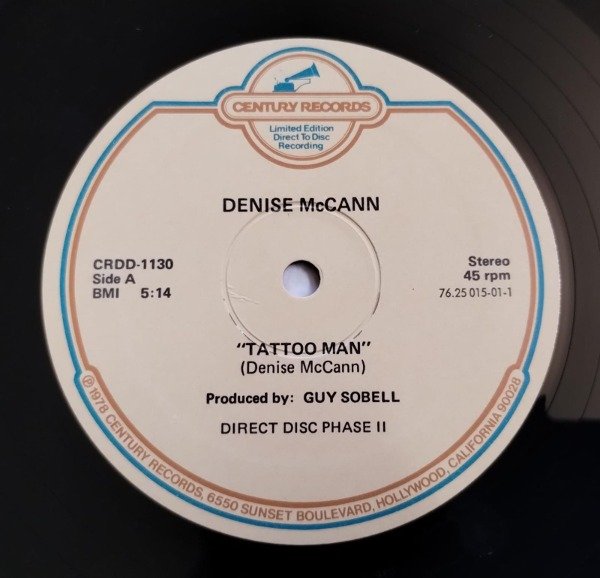 CENTURY RECORDS
Limited Edition
Direct To Disc
Recording
DENISE McCANN
CRDD-1130
Side A
BMI 5:14
Stereo
45 rpm
76.25 015-01-1
"TATTOO MAN"
(Denise McCann)
Produced by: GUY SOBELL
DIRECT DISC PHASE II
℗1978 CENTURY RECORDS, 6550 SUNSET BOULEVARD, HOLLYWOOD, CALIFORNIA 90028